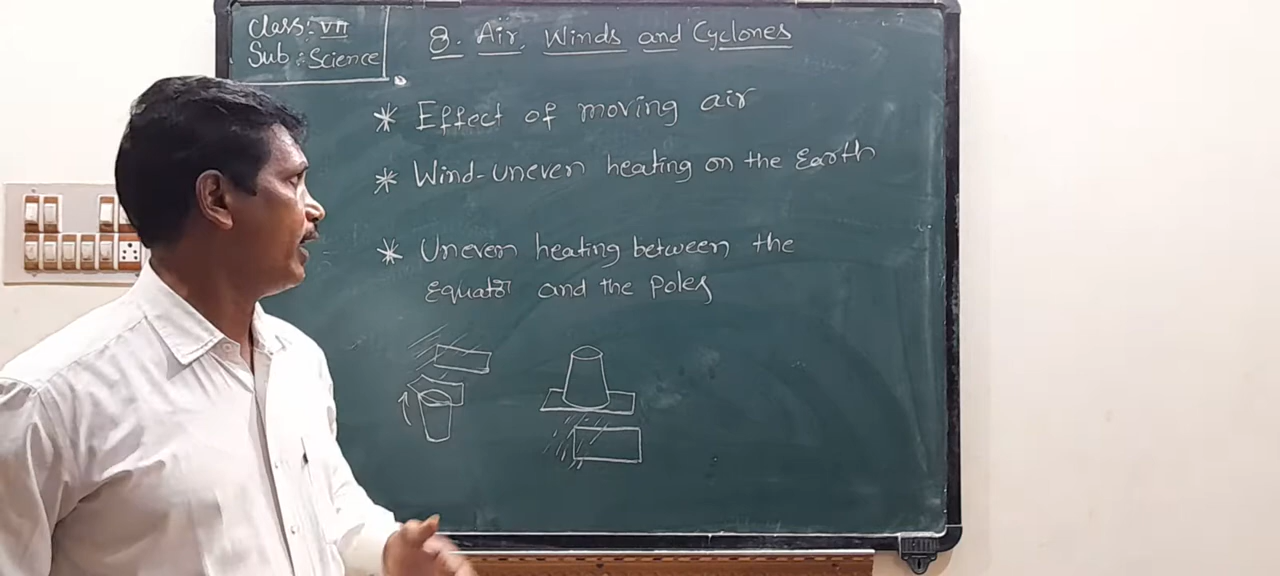 Class: VII
Sub: Science
8. Air, Winds and Cyclones
* Effect of moving air
* Wind-uneven heating on the Earth
* Uneven heating between the
equator and the Poles